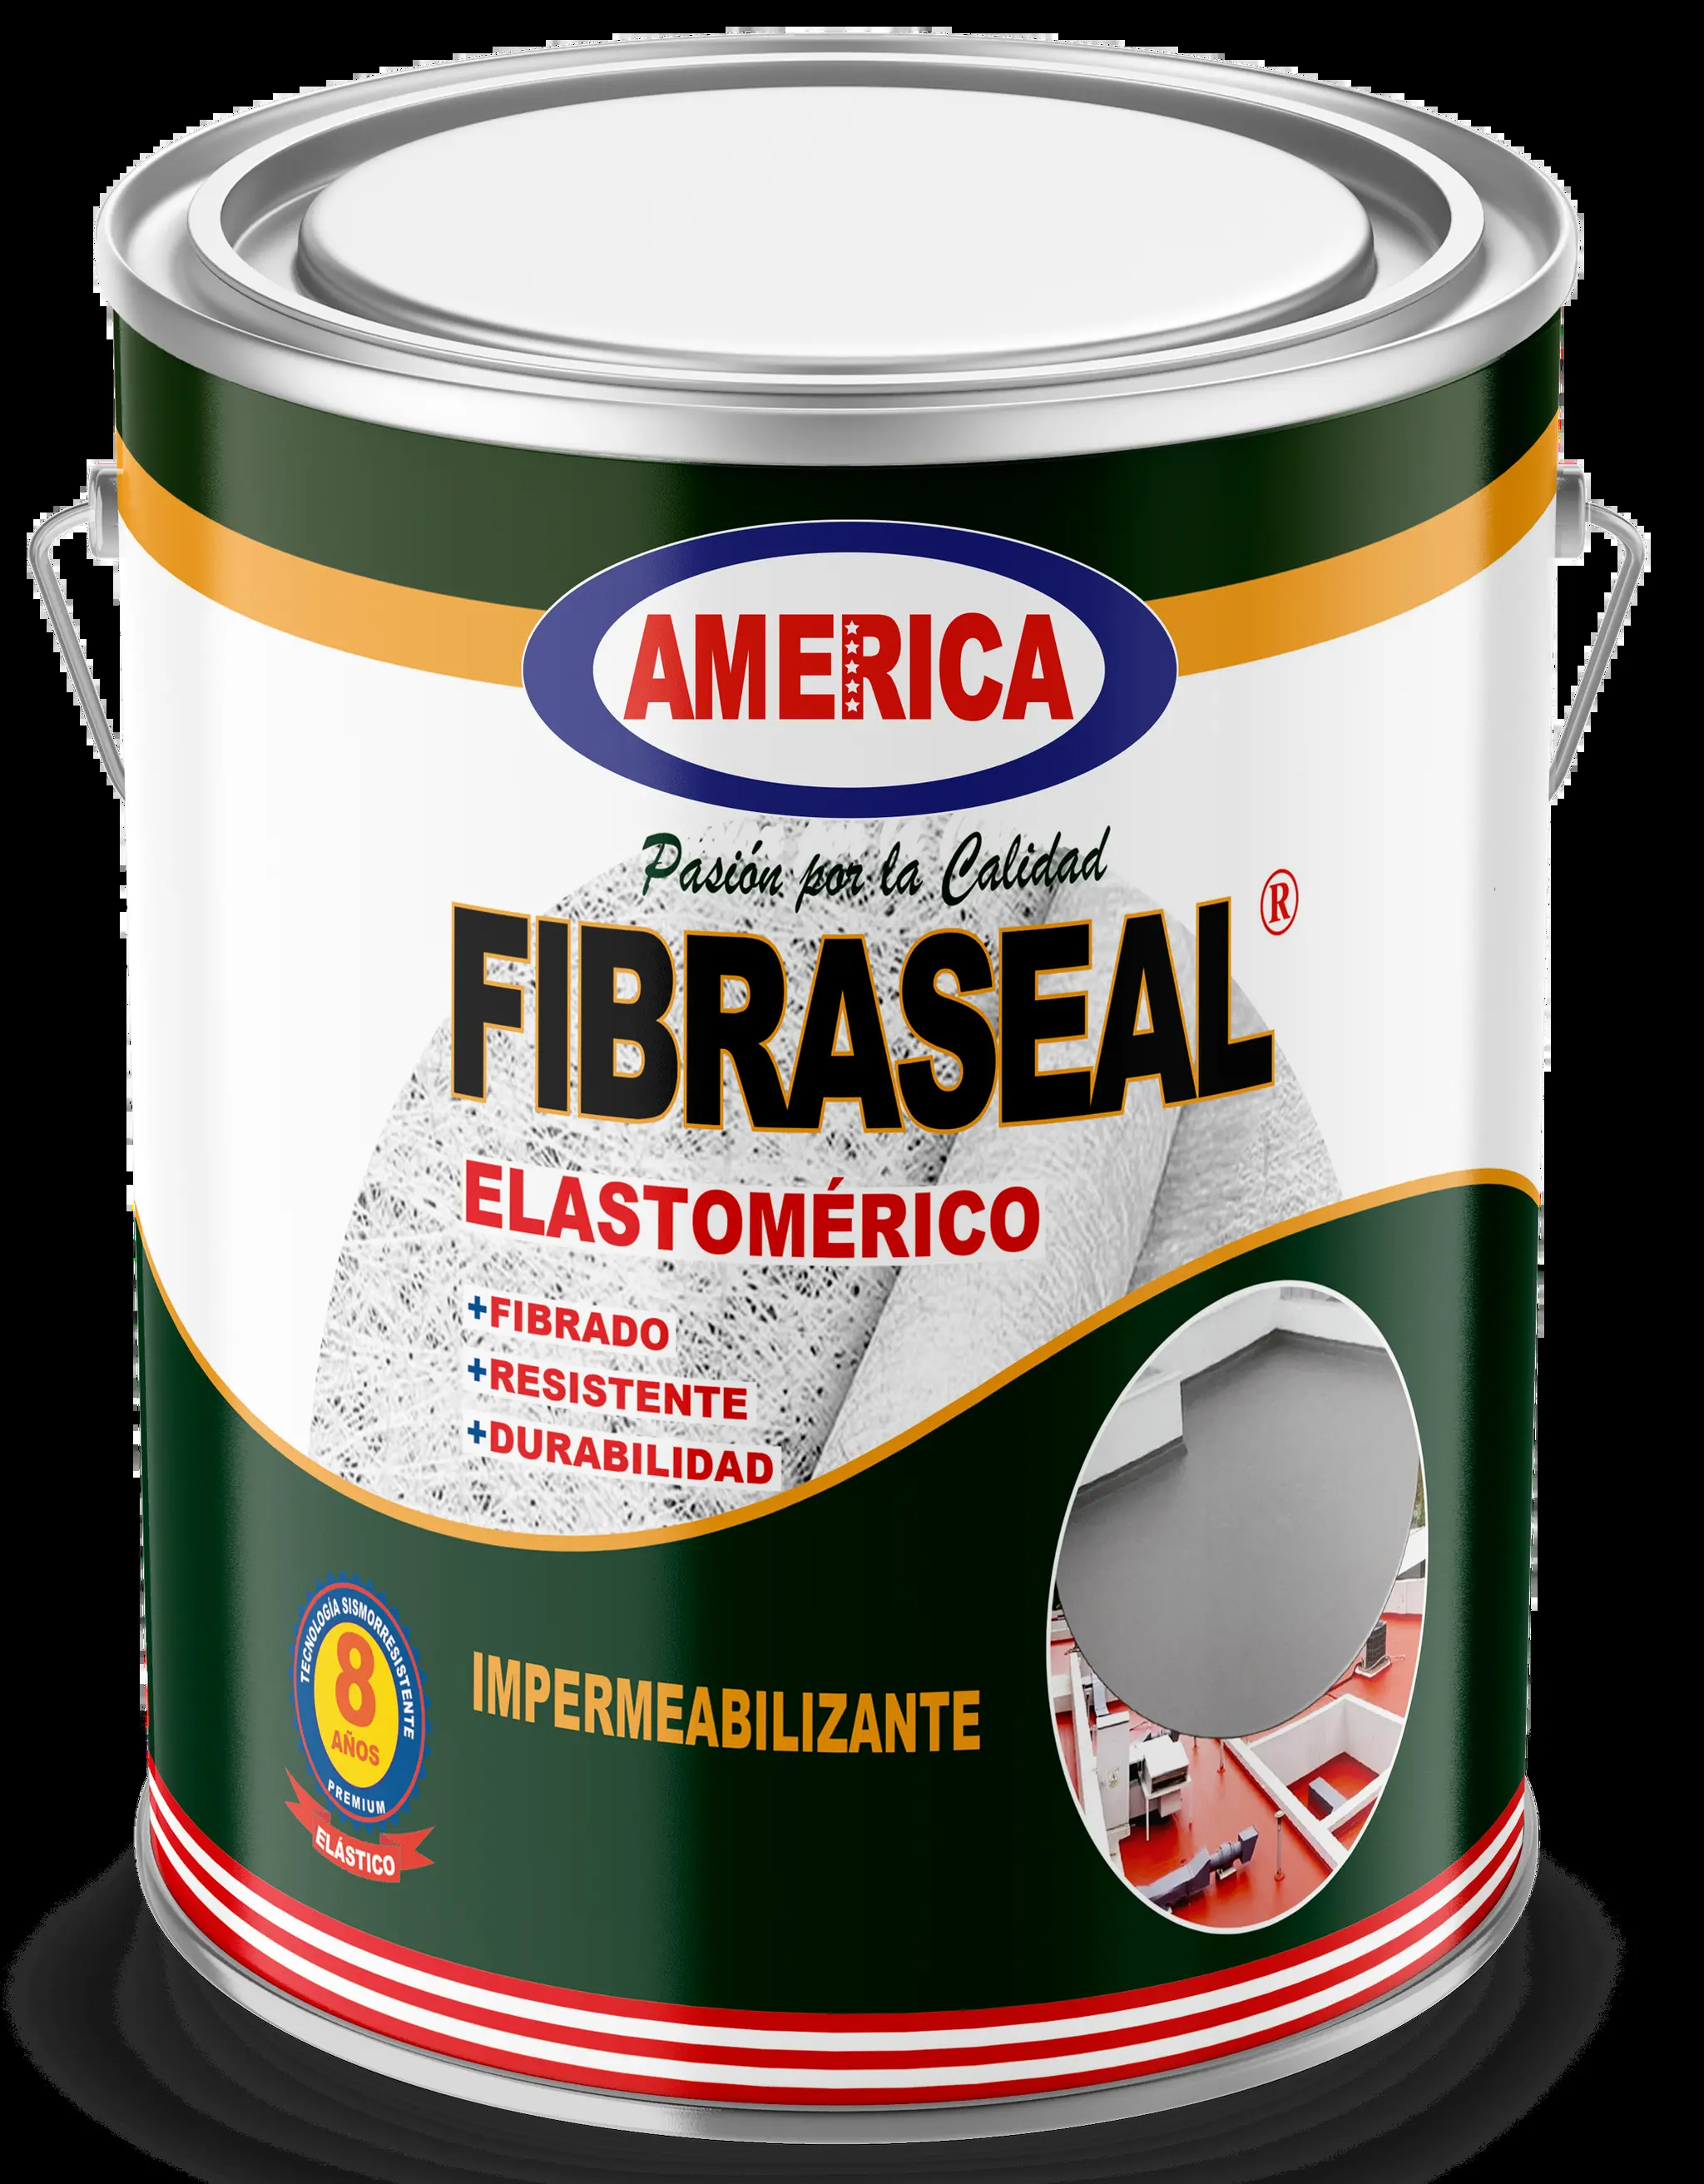 AMERICA
Pasión por la Calidad
FIBRASEAL®
ELASTOMÉRICO
+FIBRADO
+RESISTENTE
+DURABILIDAD
TECNOLOGÍA SISMORRESISTENTE
8
AÑOS
PREMIUM
ELÁSTICO
IMPERMEABILIZANTE